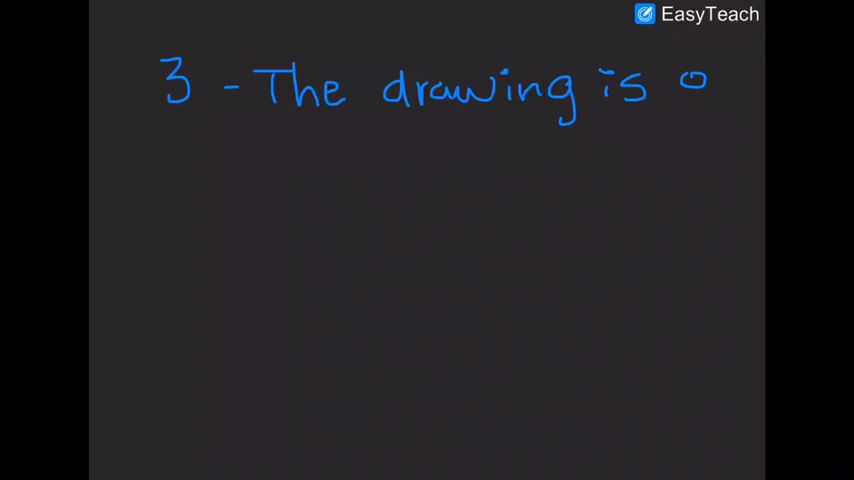 EasyTeach
3 - The drawing is o